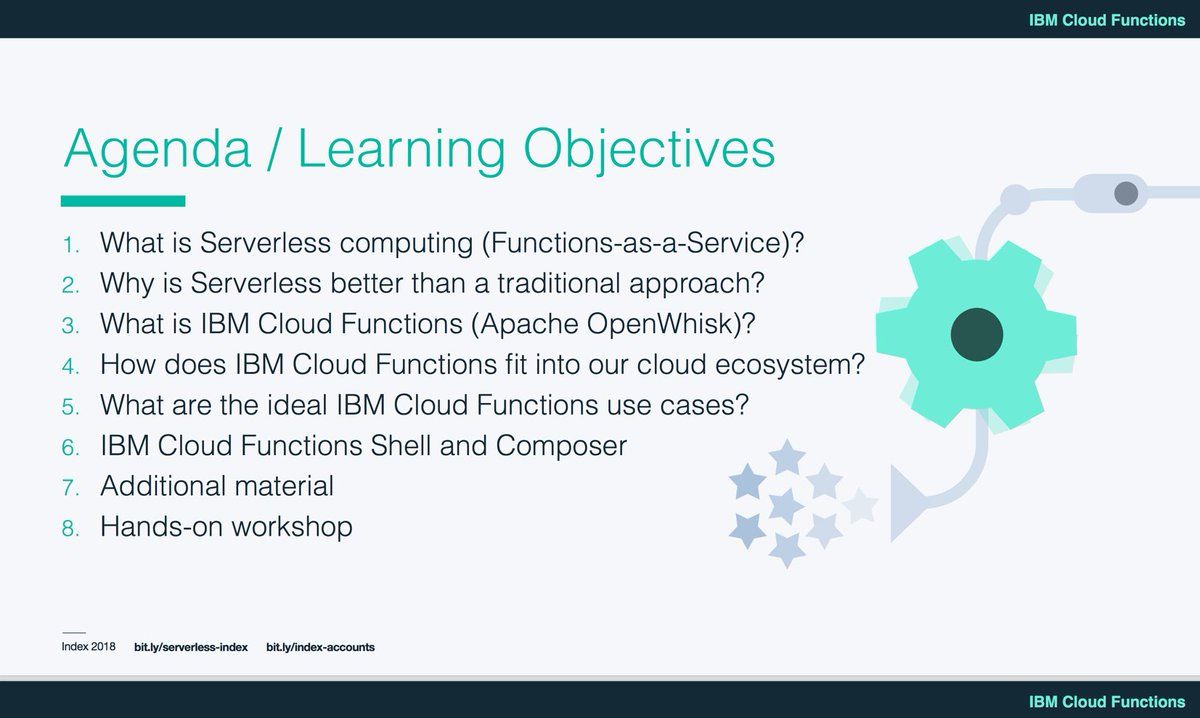 IBM Cloud Functions
Agenda / Learning Objectives
1. What is Serverless computing (Functions-as-a-Service)?
2. Why is Serverless better than a traditional approach?
3. What is IBM Cloud Functions (Apache OpenWhisk)?
4. How does IBM Cloud Functions fit into our cloud ecosystem?
5. What are the ideal IBM Cloud Functions use cases?
6. IBM Cloud Functions Shell and Composer
7. Additional material
8. Hands-on workshop
Index 2018 bit.ly/serverless-index bit.ly/index-accounts
IBM Cloud Functions